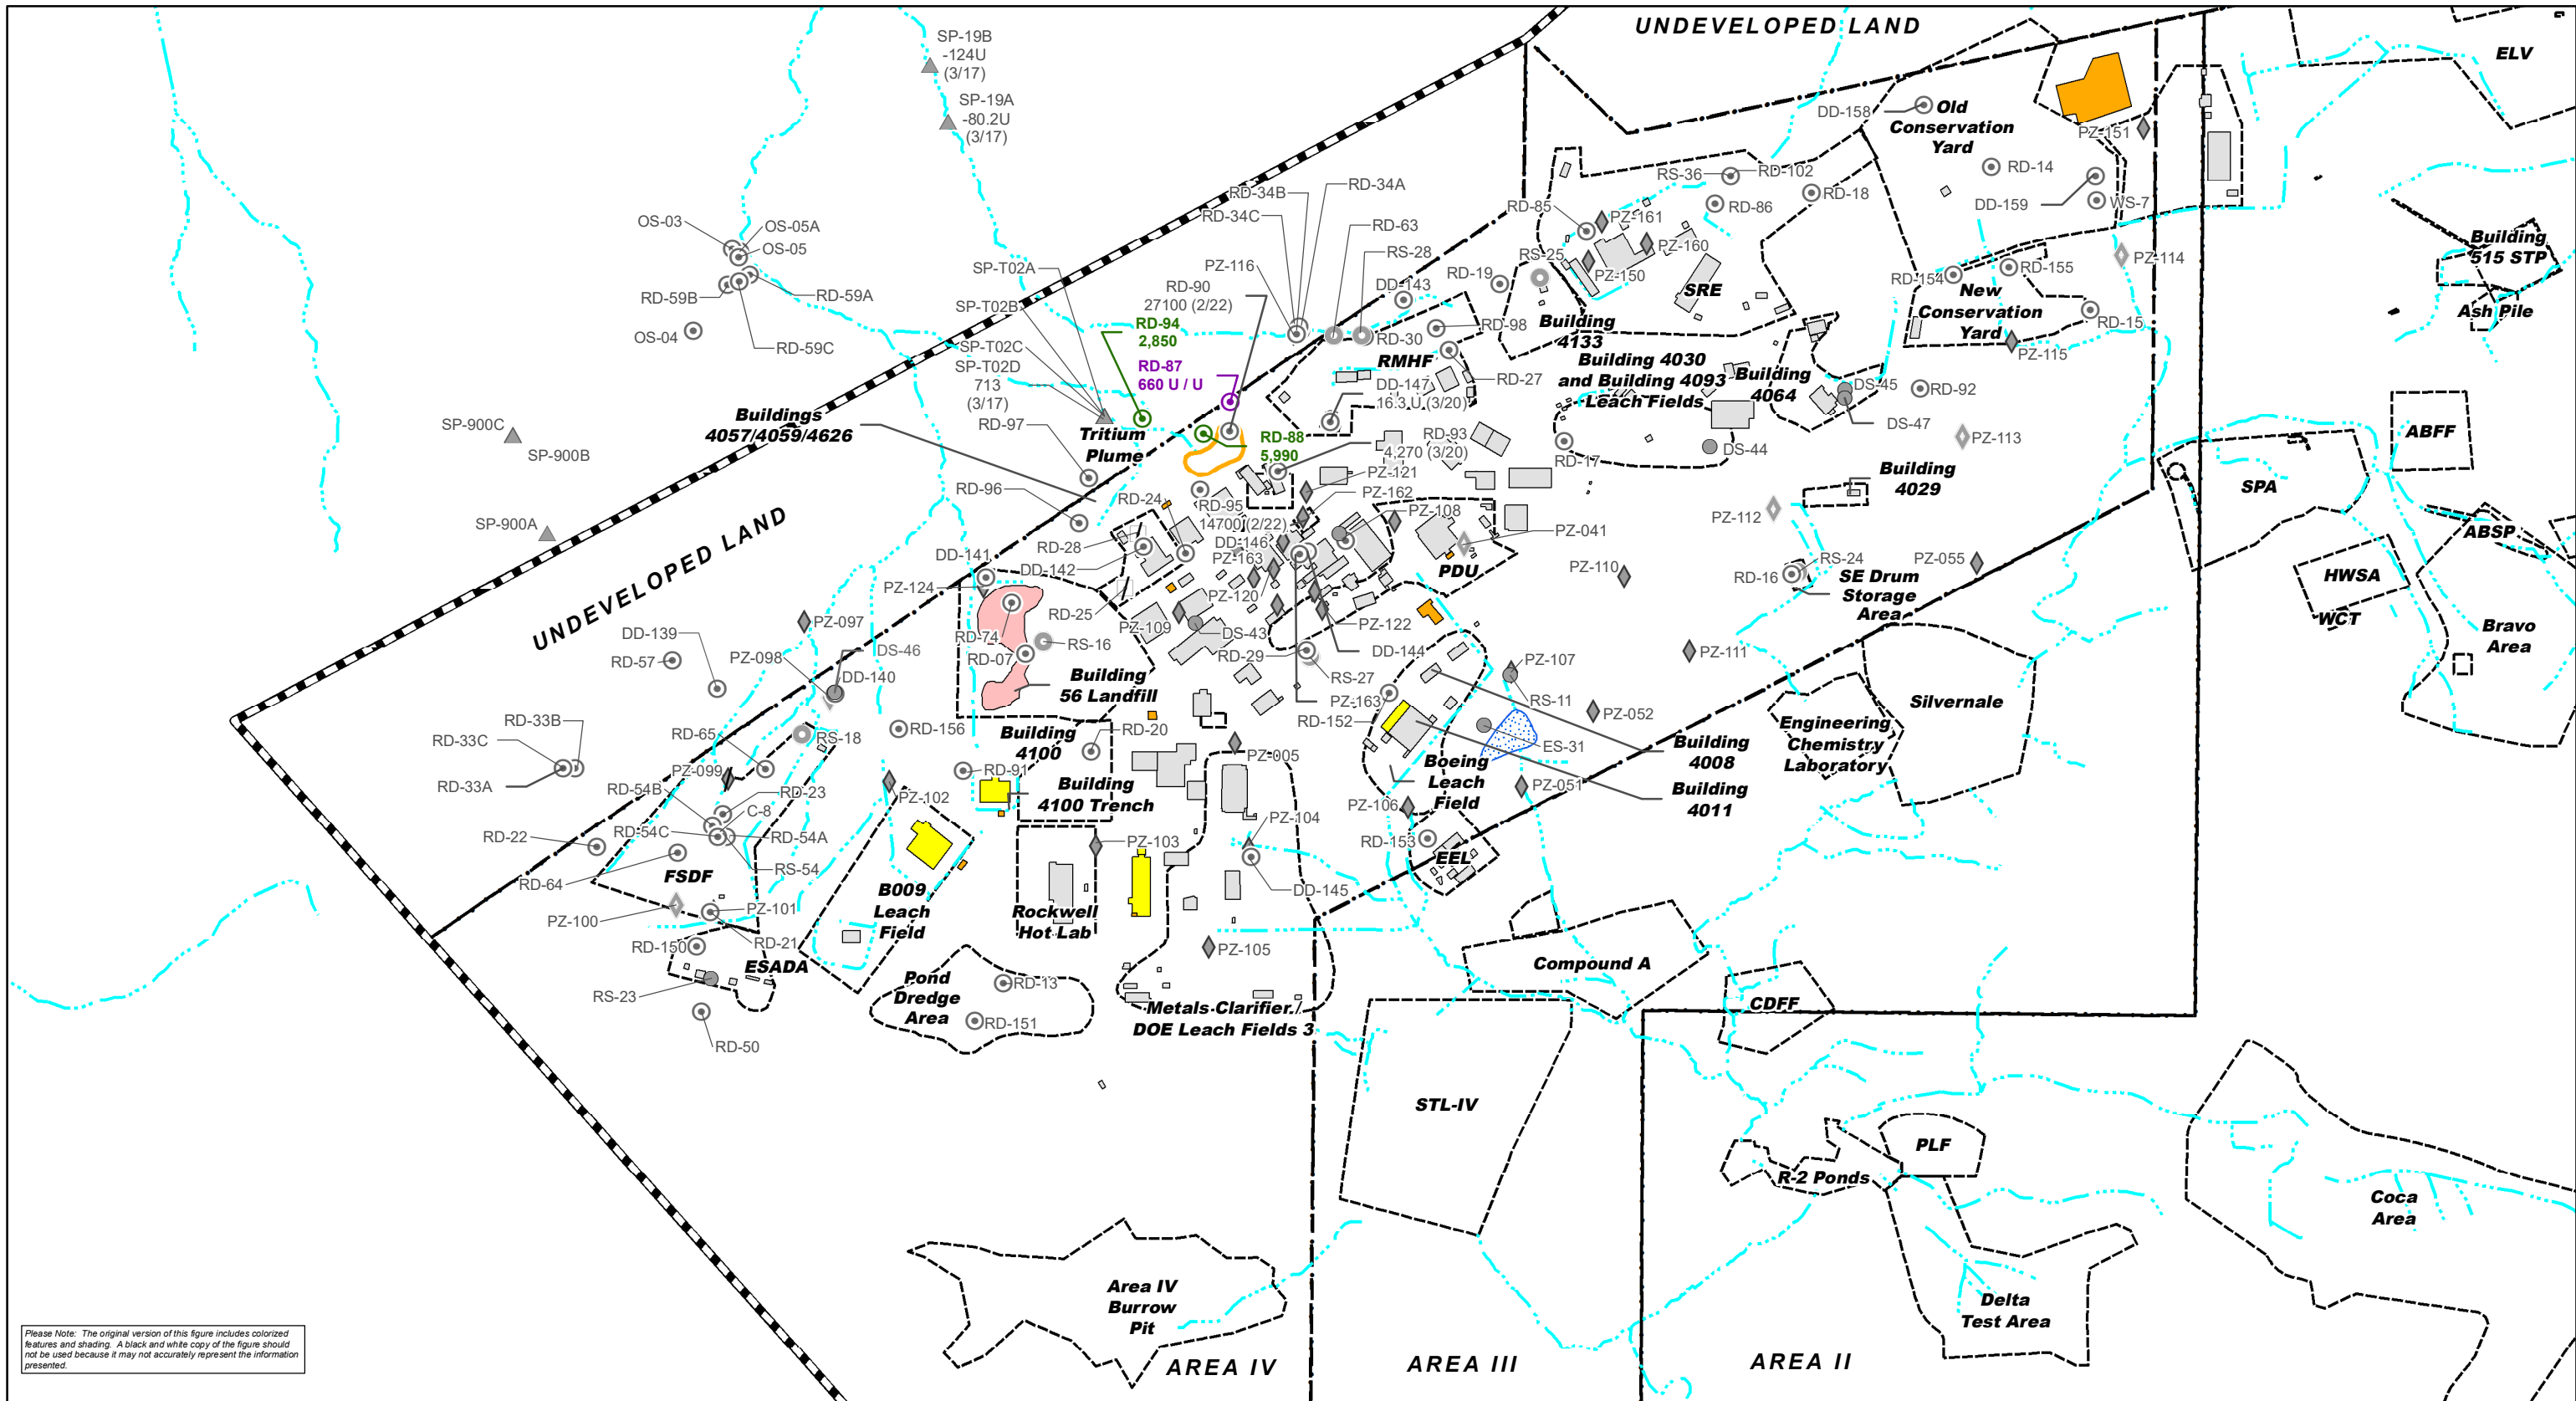 UNDEVELOPED LAND
SP-19B
-124U
(3/17)
SP-19A
-80.2U
(3/17)
ELV
DD-158
Old
Conservation
Yard
PZ-151
RD-14
DD-159
WS-7
RS-36
RD-102
RD-18
RD-86
RD-85
PZ-161
PZ-160
PZ-150
RS-25
SRE
RD-19
RD-34B
RD-34A
RD-34C
RD-63
RS-28
PZ-116
RD-90
27100 (2/22)
DD-143
RD-98
RD-30
RMHF
RD-27
Building
4133
OS-03
OS-05A
OS-05
RD-59B
RD-59A
OS-04
RD-59C
SP-T02A
SP-T02B
SP-T02C
SP-T02D
713
(3/17)
RD-94
2,850
RD-87
660 U / U
RD-97
Tritium
Plume
RD-88
5,990
DD-147
16.3 U (3/20)
RD-93
4,270 (3/20)
Building 4030
and Building 4093
Leach Fields
Building
4064
RD-154
RD-155
New
Conservation
Yard
RD-15
PZ-114
PZ-115
Building
515 STP
Ash Pile
DS-45
RD-92
DS-47
PZ-113
DS-44
RD-17
ABFF
SPA
Building
4029
PZ-112
ABSP
HWSA
WCT
Bravo
Area
Buildings
4057/4059/4626
SP-900C
SP-900B
SP-900A
UNDEVELOPED LAND
RD-96
RD-24
RD-95
14700 (2/22)
PZ-121
PZ-162
PZ-108
DD-146
PZ-163
PZ-041
PDU
PZ-110
RD-28
DD-142
DD-141
PZ-124
RD-25
PZ-120
PZ-109
DS-43
PZ-122
DD-144
RD-29
RS-27
PZ-163
RD-152
RD-16
RS-24
SE Drum
Storage
Area
PZ-055
PZ-111
PZ-107
RS-11
PZ-052
ES-31
RD-74
RS-16
RD-07
Building
56 Landfill
PZ-097
DD-139
RD-57
PZ-098
DS-46
DD-140
RD-156
RS-18
RD-65
RD-33B
RD-33C
RD-33A
PZ-099
RD-91
PZ-102
Building
4100
RD-20
Building
4100 Trench
PZ-005
Boeing
Leach
Field
Building
4008
Building
4011
PZ-051
PZ-106
RD-153
EEL
Silvernale
Engineering
Chemistry
Laboratory
RD-54B
RD-23
C-8
RD-54C
RD-54A
RS-54
RD-22
RD-64
FSDF
PZ-100
PZ-101
RD-21
RD-150
ESADA
RS-23
RD-50
B009
Leach
Field
Rockwell
Hot Lab
PZ-103
PZ-104
DD-145
PZ-105
Pond
Dredge
Area
RD-13
RD-151
Metals Clarifier /
DOE Leach Fields 3
Compound A
CDFF
STL-IV
PLF
R-2 Ponds
Coca
Area
Delta
Test Area
Area IV
Burrow
Pit
AREA IV
AREA III
AREA II
Please Note: The original version of this figure includes colorized
features and shading. A black and white copy of the figure should
not be used because it may not accurately represent the information
presented.